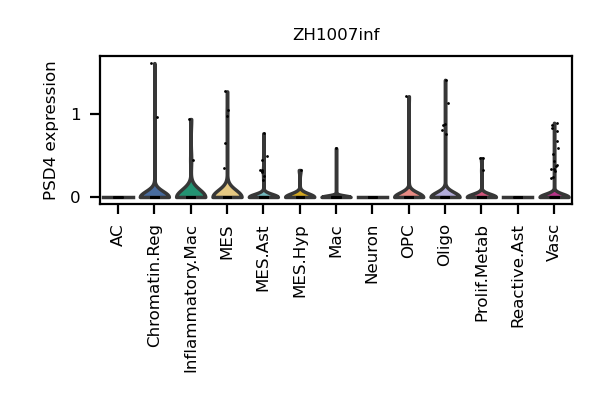 ZH1007inf
PSD4 expression
1
0
AC
Chromatin.Reg
Inflammatory.Mac
MES
MES.Ast
MES.Hyp
Mac
Neuron
OPC
Oligo
Prolif.Metab
Reactive.Ast
Vasc